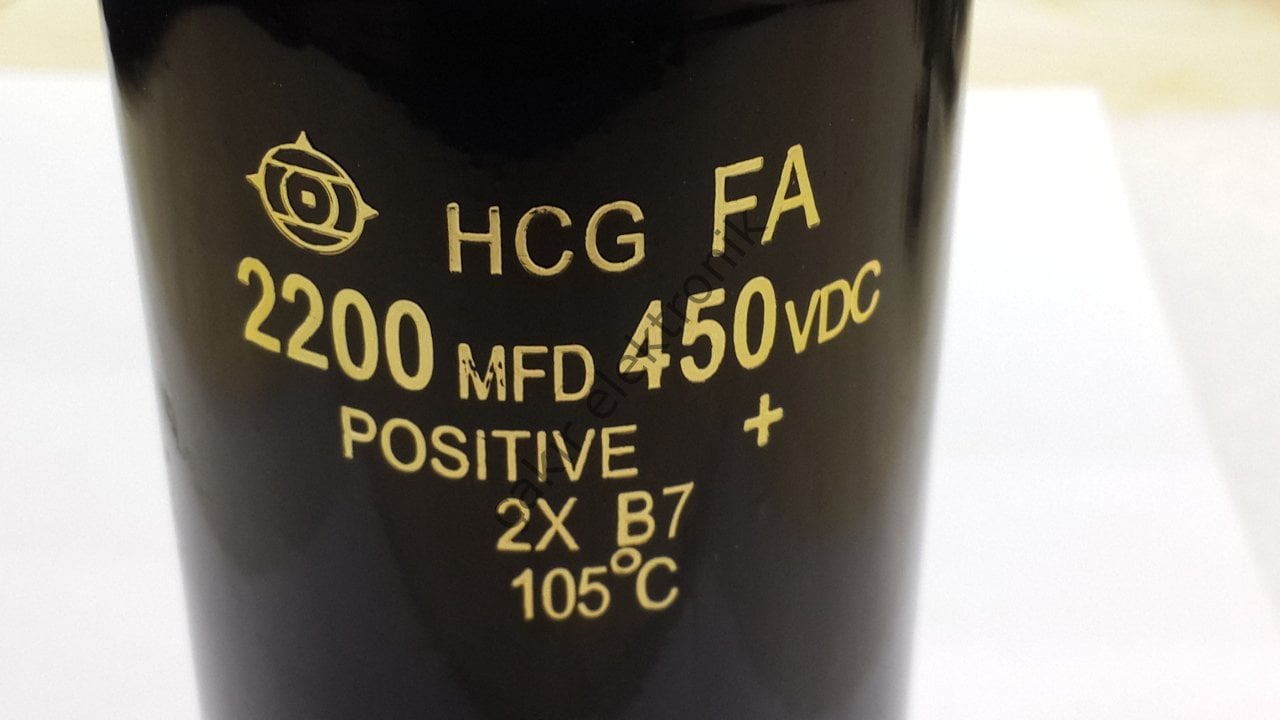 HCG FA
2200 MFD 450 VDC
POSITIVE +
2X B7
105°C